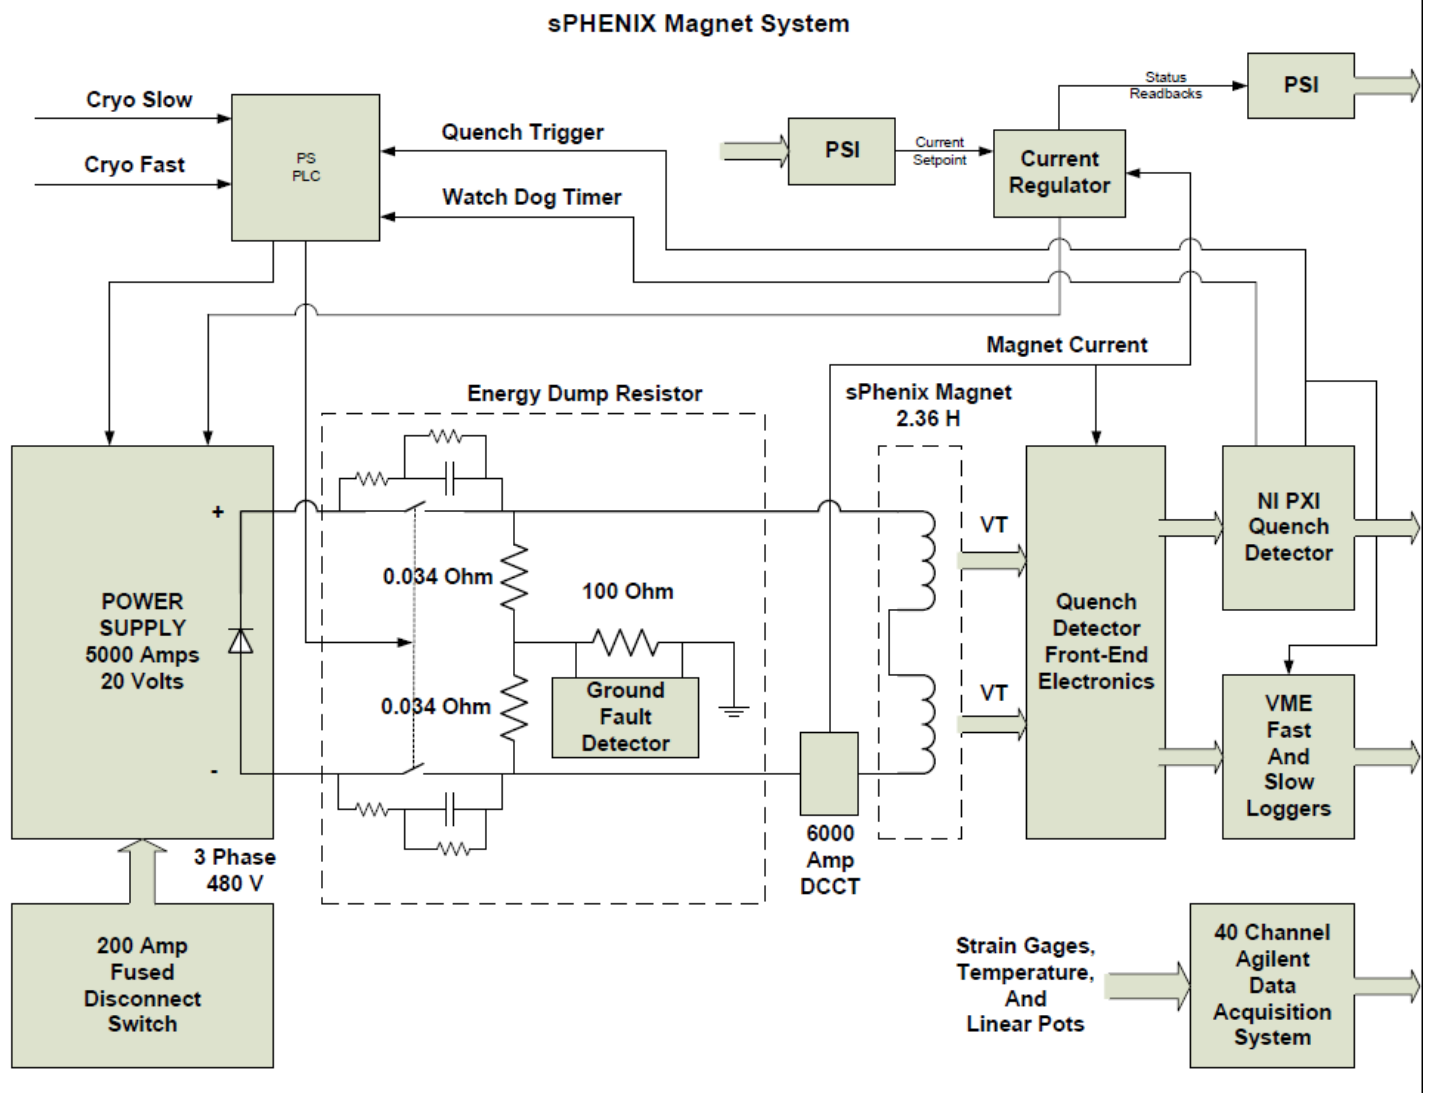 sPHENIX Magnet System
Cryo Slow
Cryo Fast
PS
PLC
Quench Trigger
Watch Dog Timer
PSI
Current
Setpoint
Current
Regulator
Status
Readbacks
PSI
Magnet Current
Energy Dump Resistor
sPhenix Magnet
2.36 H
POWER
SUPPLY
5000 Amps
20 Volts
+
-
0.034 Ohm
0.034 Ohm
100 Ohm
Ground
Fault
Detector
VT
VT
Quench
Detector
Front-End
Electronics
NI PXI
Quench
Detector
VME
Fast
And
Slow
Loggers
6000
Amp
DCCT
3 Phase
480 V
200 Amp
Fused
Disconnect
Switch
Strain Gages,
Temperature,
And
Linear Pots
40 Channel
Agilent
Data
Acquisition
System